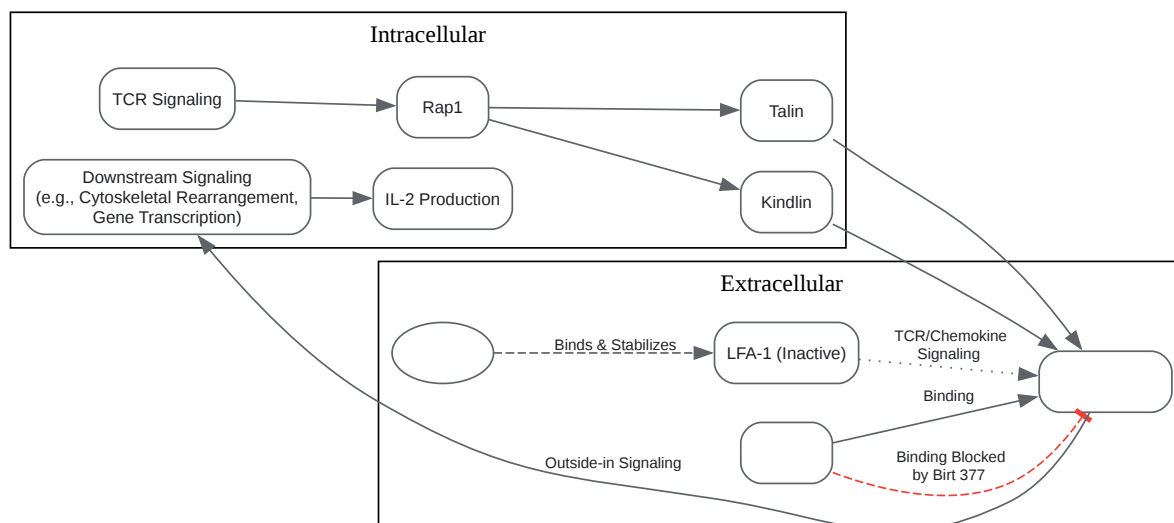 Intracellular
TCR Signaling
Rap1
Talin
Downstream Signaling
(e.g., Cytoskeletal Rearrangement,
Gene Transcription)
IL-2 Production
Kindlin
Extracellular
Binds & Stabilizes
LFA-1 (Inactive)
TCR/Chemokine
Signaling
Binding
Outside-in Signaling
Binding Blocked
by Birt 377